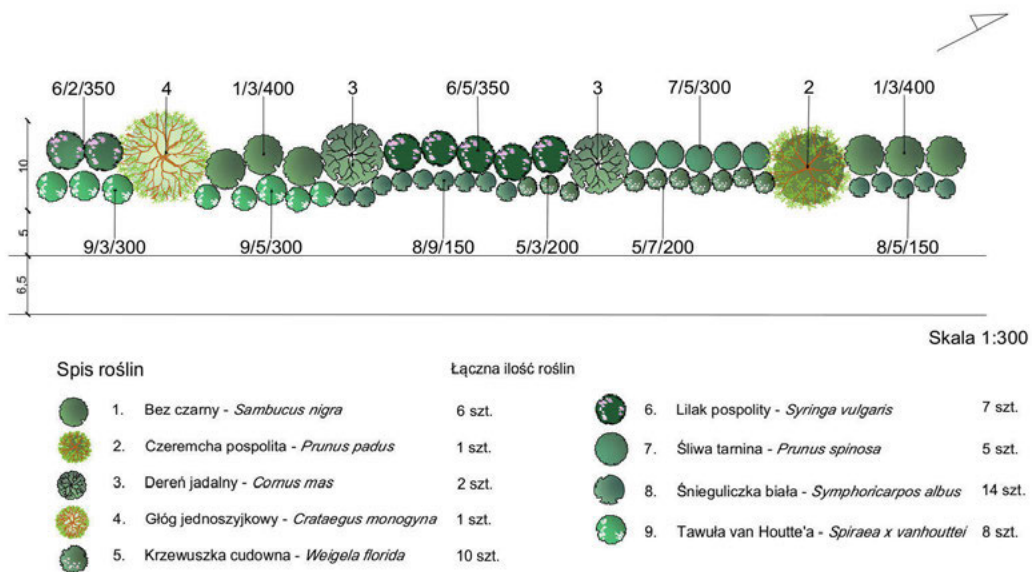 6/2/350 4 1/3/400 3 6/5/350 3 7/5/300 2 1/3/400
10
5
9/3/300 9/5/300 8/9/150 5/3/200 5/7/200 8/5/150
6.5
Skala 1:300
Spis roślin Łączna ilość roślin
1. Bez czarny - Sambucus nigra 6 szt.
2. Czeremcha pospolita - Prunus padus 1 szt.
3. Dereń jadalny - Cornus mas 2 szt.
4. Głóg jednoszyjkowy - Crataegus monogyna 1 szt.
5. Krzewuszka cudowna - Weigela florida 10 szt.
6. Lilak pospolity - Syringa vulgaris 7 szt.
7. Śliwa tarnina - Prunus spinosa 5 szt.
8. Śnieguliczka biała - Symphoricarpos albus 14 szt.
9. Tawuła van Houtte'a - Spiraea x vanhouttei 8 szt.